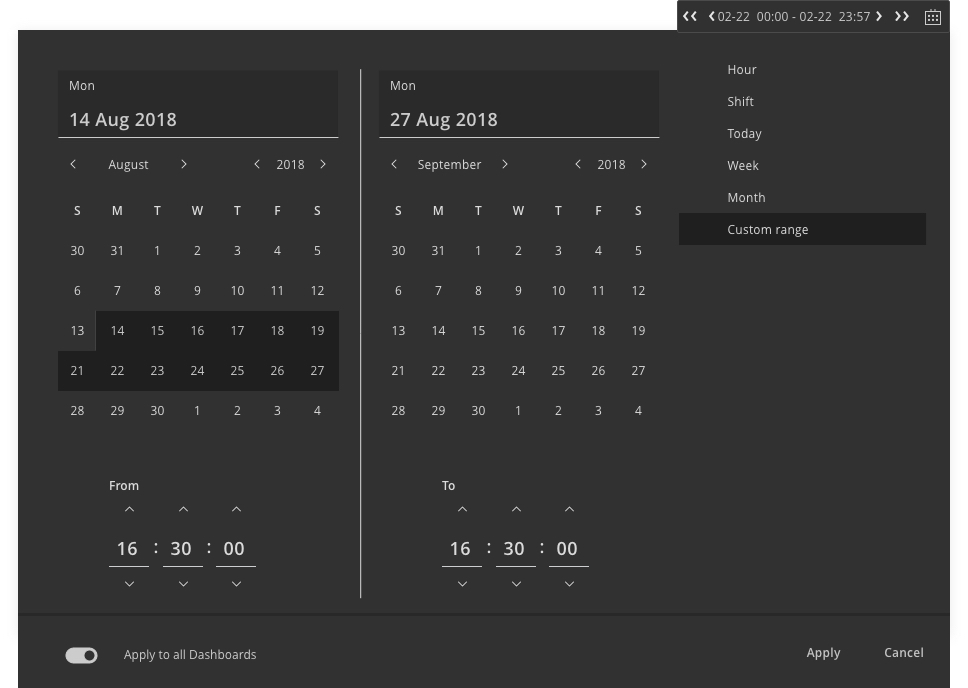 02-22 00:00 - 02-22 23:57
Mon
14 Aug 2018
August 2018
S M T W T F S
30 31 1 2 3 4 5
6 7 8 9 10 11 12
13 14 15 16 17 18 19
21 22 23 24 25 26 27
28 29 30 1 2 3 4
From
16 : 30 : 00
Mon
27 Aug 2018
September 2018
S M T W T F S
30 31 1 2 3 4 5
6 7 8 9 10 11 12
13 14 15 16 17 18 19
21 22 23 24 25 26 27
28 29 30 1 2 3 4
To
16 : 30 : 00
Hour
Shift
Today
Week
Month
Custom range
Apply to all Dashboards
Apply
Cancel